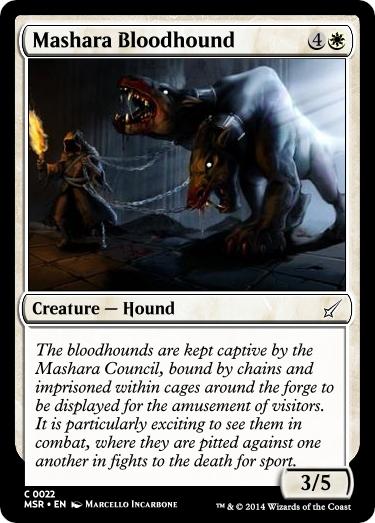 Mashara Bloodhound 4
Creature — Hound
The bloodhounds are kept captive by the
Mashara Council, bound by chains and
imprisoned within cages around the forge to
be displayed for the amusement of visitors.
It is particularly exciting to see them in
combat, where they are pitted against one
another in fights to the death for sport.
3/5
C 0022
MSR • EN Marcello Incarbone
™ & © 2014 Wizards of the Coast